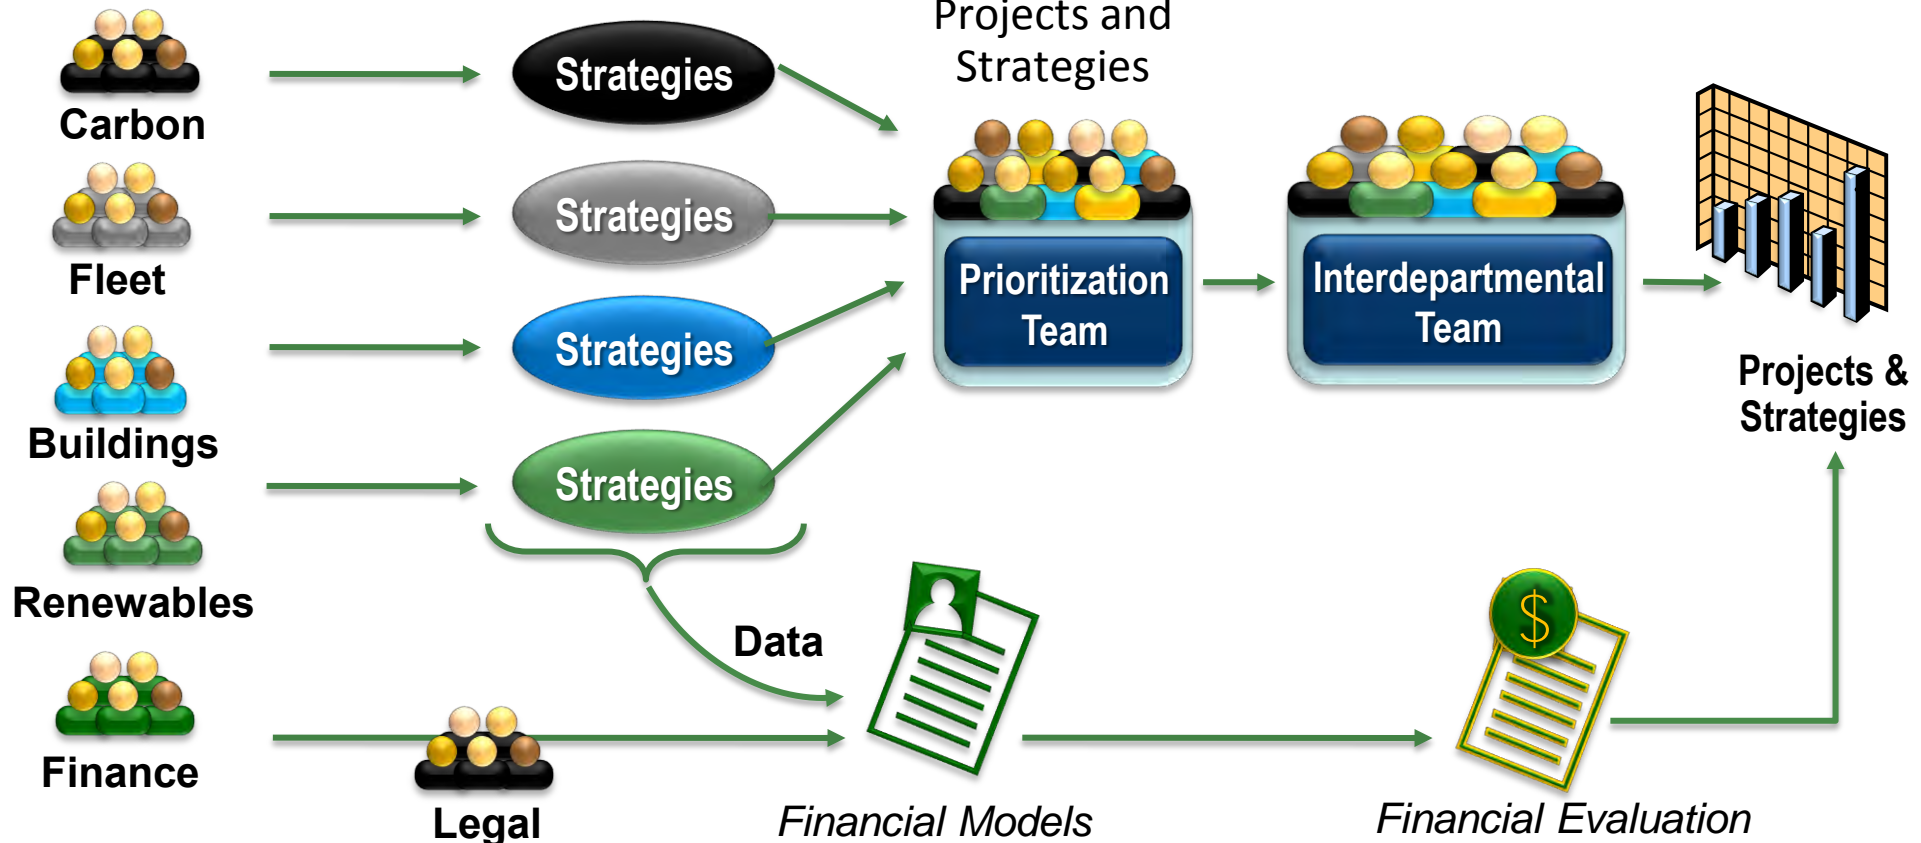 Projects and
Strategies
Carbon
Strategies
Fleet
Strategies
Buildings
Strategies
Renewables
Strategies
Prioritization
Team
Interdepartmental
Team
Projects &
Strategies
Data
Finance
Legal
Financial Models
$
Financial Evaluation